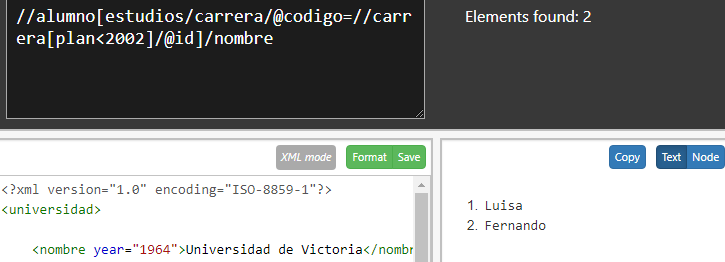 //alumno[estudios/carrera/@codigo=//carr
era[plan<2002]/@id]/nombre
Elements found: 2
XML mode
Format
Save
Copy
Text
Node
<?xml version="1.0" encoding="ISO-8859-1"?>
<universidad>
<nombre year="1964">Universidad de Victoria</nombr
1. Luisa
2. Fernando